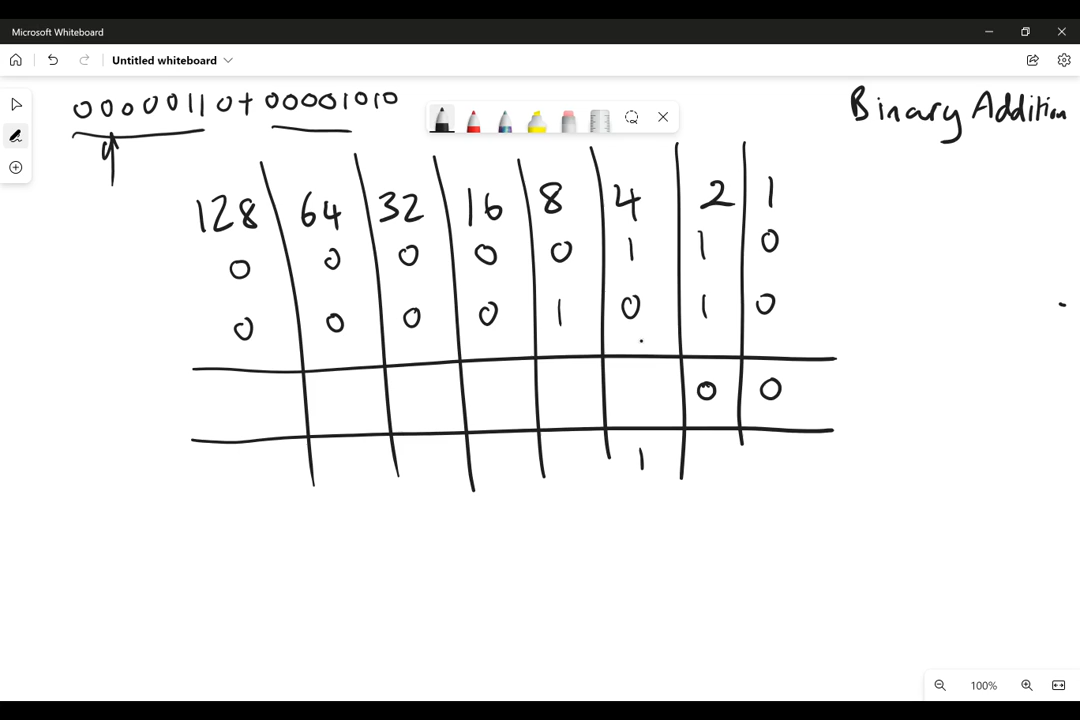 Microsoft Whiteboard
Untitled whiteboard
00000110+00001010
Binary Addition
128 64 32 16 8 4 2 1
0 0 0 0 0 1 1 0
0 0 0 0 1 0 1 0
0 0
1
100%